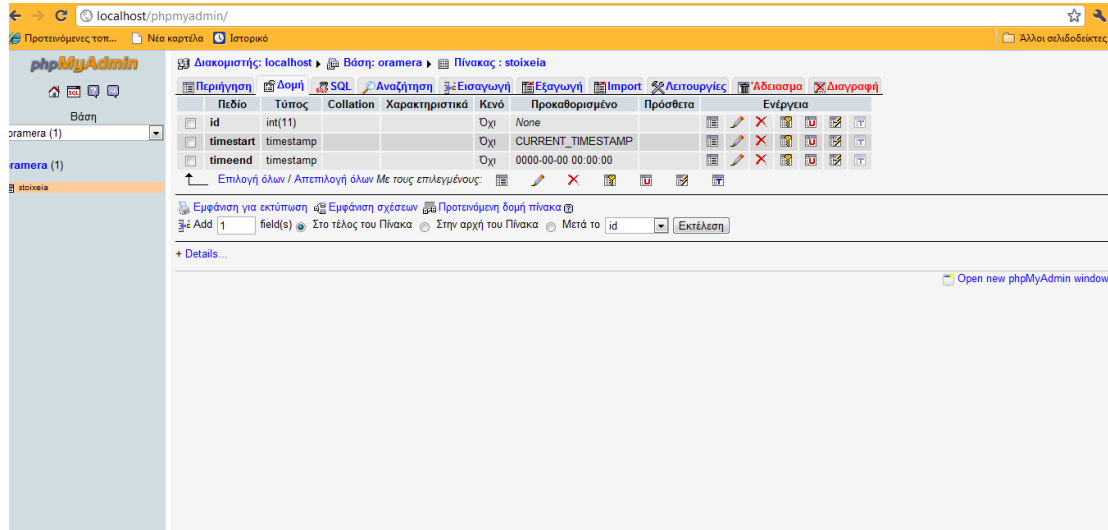 localhost/phpmyadmin/
Προτεινόμενες τοπ... Νέα καρτέλα Ιστορικό Άλλοι σελιδοδείκτες
phpMyAdmin
SQL
Βάση
oramera (1)
oramera (1)
stoixeia
Διακομιστής: localhost ▸ Βάση: oramera ▸ Πίνακας : stoixeia
Περιήγηση Δομή SQL Αναζήτηση Εισαγωγή Εξαγωγή Import Λειτουργίες Άδειασμα Διαγραφή
Πεδίο Τύπος Collation Χαρακτηριστικά Κενό Προκαθορισμένο Πρόσθετα Ενέργεια
id int(11) Όχι None
timestart timestamp Όχι CURRENT_TIMESTAMP
timeend timestamp Όχι 0000-00-00 00:00:00
Επιλογή όλων / Απεπιλογή όλων Με τους επιλεγμένους:
Εμφάνιση για εκτύπωση Εμφάνιση σχέσεων Προτεινόμενη δομή πίνακα
Add 1 field(s) Στο τέλος του Πίνακα Στην αρχή του Πίνακα Μετά το id Εκτέλεση
+ Details...
Open new phpMyAdmin window